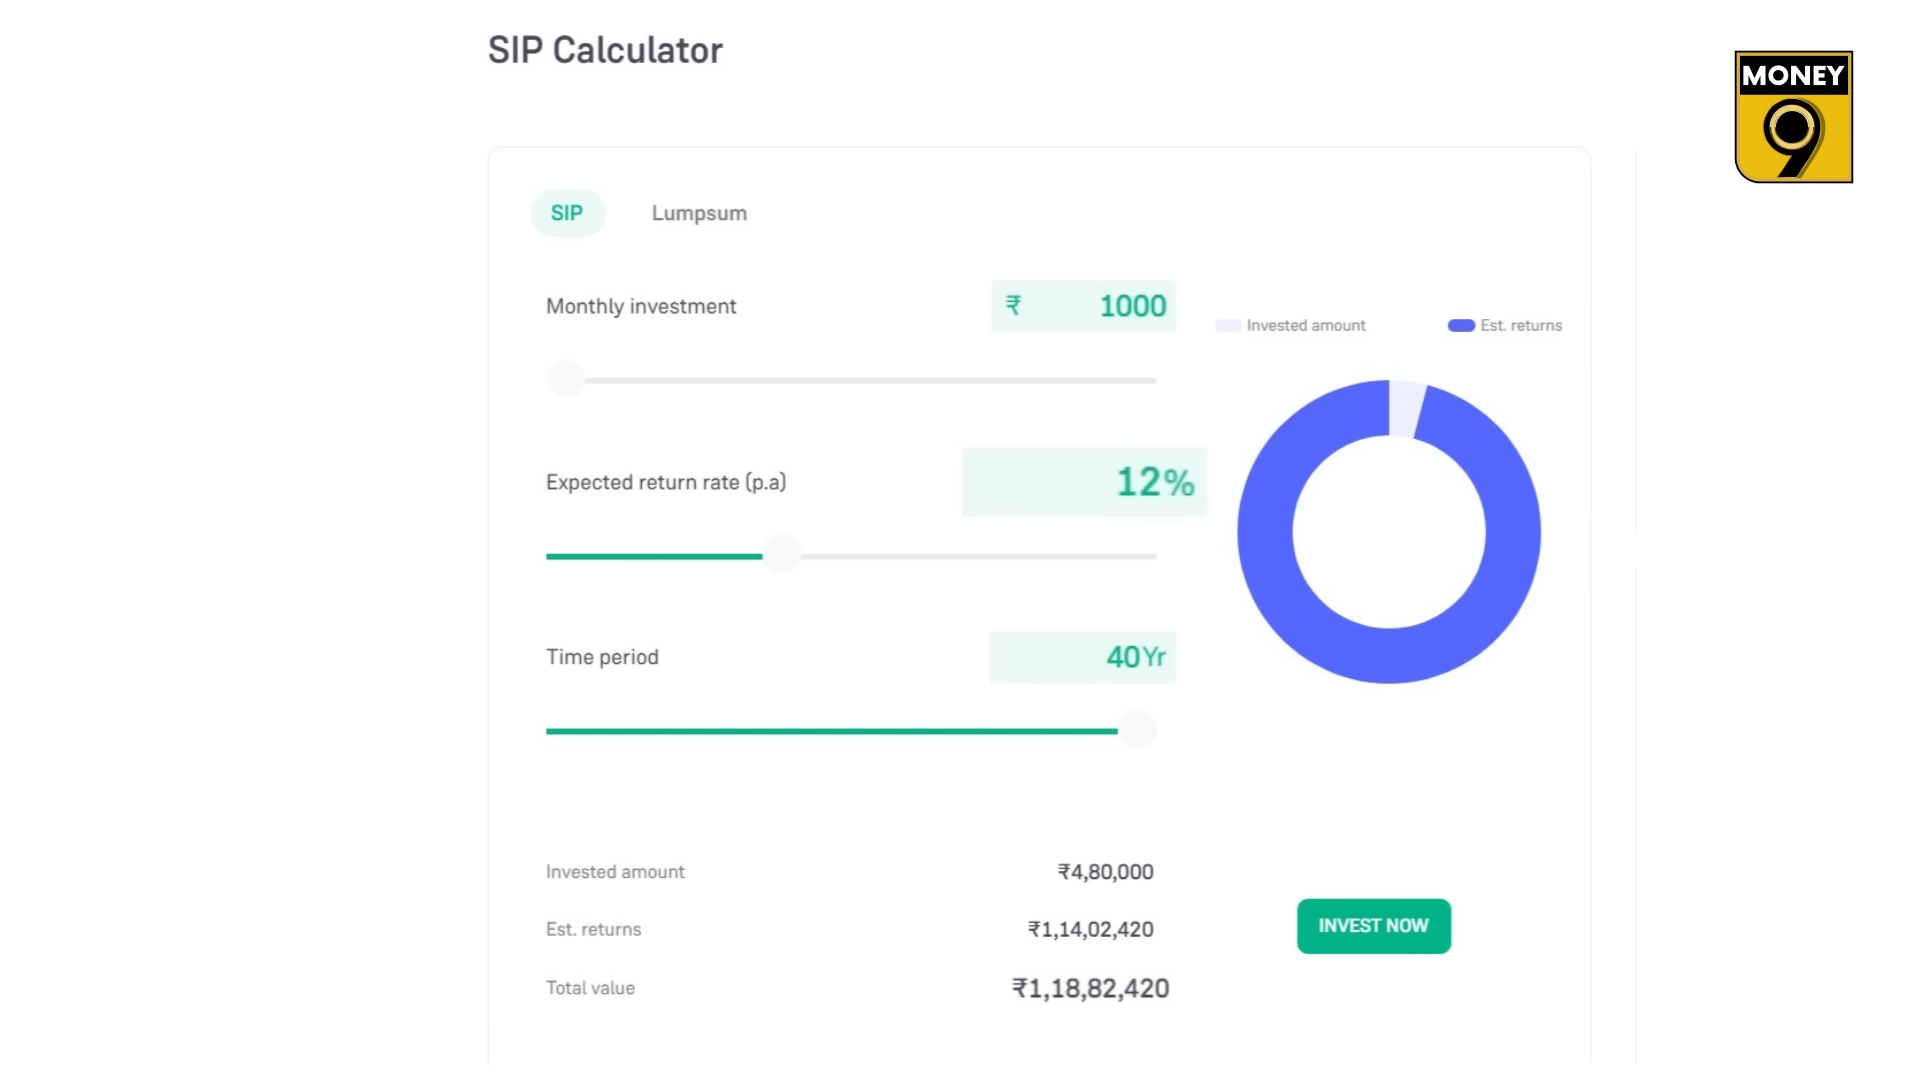 SIP Calculator
MONEY
9
SIP Lumpsum
Monthly investment ₹ 1000
Invested amount Est. returns
Expected return rate (p.a) 12%
Time period 40Yr
Invested amount ₹4,80,000
Est. returns ₹1,14,02,420
INVEST NOW
Total value ₹1,18,82,420